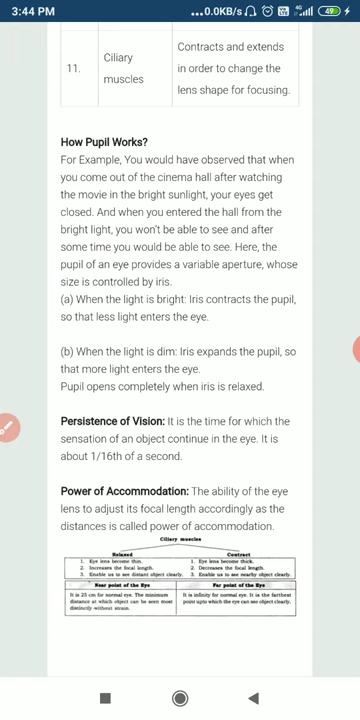 3:44 PM
...0.0KB/s
4G
49
11.
Ciliary
muscles
Contracts and extends
in order to change the
lens shape for focusing.
How Pupil Works?
For Example, You would have observed that when
you come out of the cinema hall after watching
the movie in the bright sunlight, your eyes get
closed. And when you entered the hall from the
bright light, you won't be able to see and after
some time you would be able to see. Here, the
pupil of an eye provides a variable aperture, whose
size is controlled by iris.
(a) When the light is bright: Iris contracts the pupil,
so that less light enters the eye.
(b) When the light is dim: Iris expands the pupil, so
that more light enters the eye.
Pupil opens completely when iris is relaxed.
Persistence of Vision: It is the time for which the
sensation of an object continue in the eye. It is
about 1/16th of a second.
Power of Accommodation: The ability of the eye
lens to adjust its focal length accordingly as the
distances is called power of accommodation.
Ciliary muscles
Relaxed
1. Eye lens become thin.
2. Increases the focal length.
3. Enable us to see distant object clearly.
Contract
1. Eye lens become thick.
2. Decreases the focal length.
3. Enable us to see nearby object clearly.
Near point of the Eye
It is 25 cm for normal eye. The minimum
distance at which object can be seen most
distinctly without strain.
Far point of the Eye
It is infinity for normal eye. It is the farthest
point upto which the eye can see object clearly.